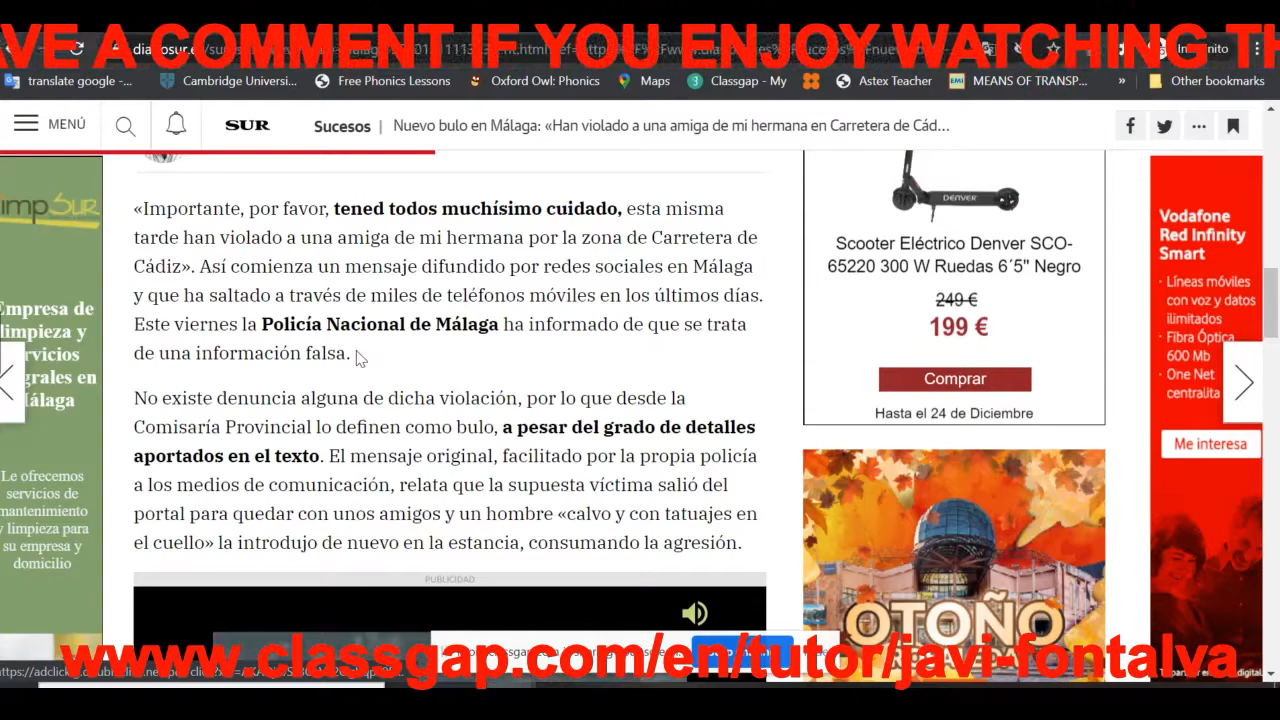 AVE A COMMENT IF YOU ENJOY WATCHING TH
translate google -...
Cambridge Universi...
Free Phonics Lessons
Oxford Owl: Phonics
Maps
Classgap - My
Astex Teacher
MEANS OF TRANSP...
»
Other bookmarks
MENÚ
SUR
Sucesos | Nuevo bulo en Málaga: «Han violado a una amiga de mi hermana en Carretera de Cád...
«Importante, por favor, tened todos muchísimo cuidado, esta misma
tarde han violado a una amiga de mi hermana por la zona de Carretera de
Cádiz». Así comienza un mensaje difundido por redes sociales en Málaga
y que ha saltado a través de miles de teléfonos móviles en los últimos días.
Este viernes la Policía Nacional de Málaga ha informado de que se trata
de una información falsa.
No existe denuncia alguna de dicha violación, por lo que desde la
Comisaría Provincial lo definen como bulo, a pesar del grado de detalles
aportados en el texto. El mensaje original, facilitado por la propia policía
a los medios de comunicación, relata que la supuesta víctima salió del
portal para quedar con unos amigos y un hombre «calvo y con tatuajes en
el cuello» la introdujo de nuevo en la estancia, consumando la agresión.
PUBLICIDAD
impSur
Empresa de
limpieza y
rvicios
grales en
Málaga
Le ofrecemos
servicios de
mantenimiento
y limpieza para
su empresa y
domicilio
DENVER
Scooter Eléctrico Denver SCO-
65220 300 W Ruedas 6´5" Negro
249 €
199 €
Comprar
Hasta el 24 de Diciembre
OTOÑO
Vodafone
Red Infinity
Smart
• Líneas móviles
con voz y datos
ilimitados
• Fibra Óptica
600 Mb
• One Net
centralita
Me interesa
www.classgap.com/en/tutor/javi-fontalva